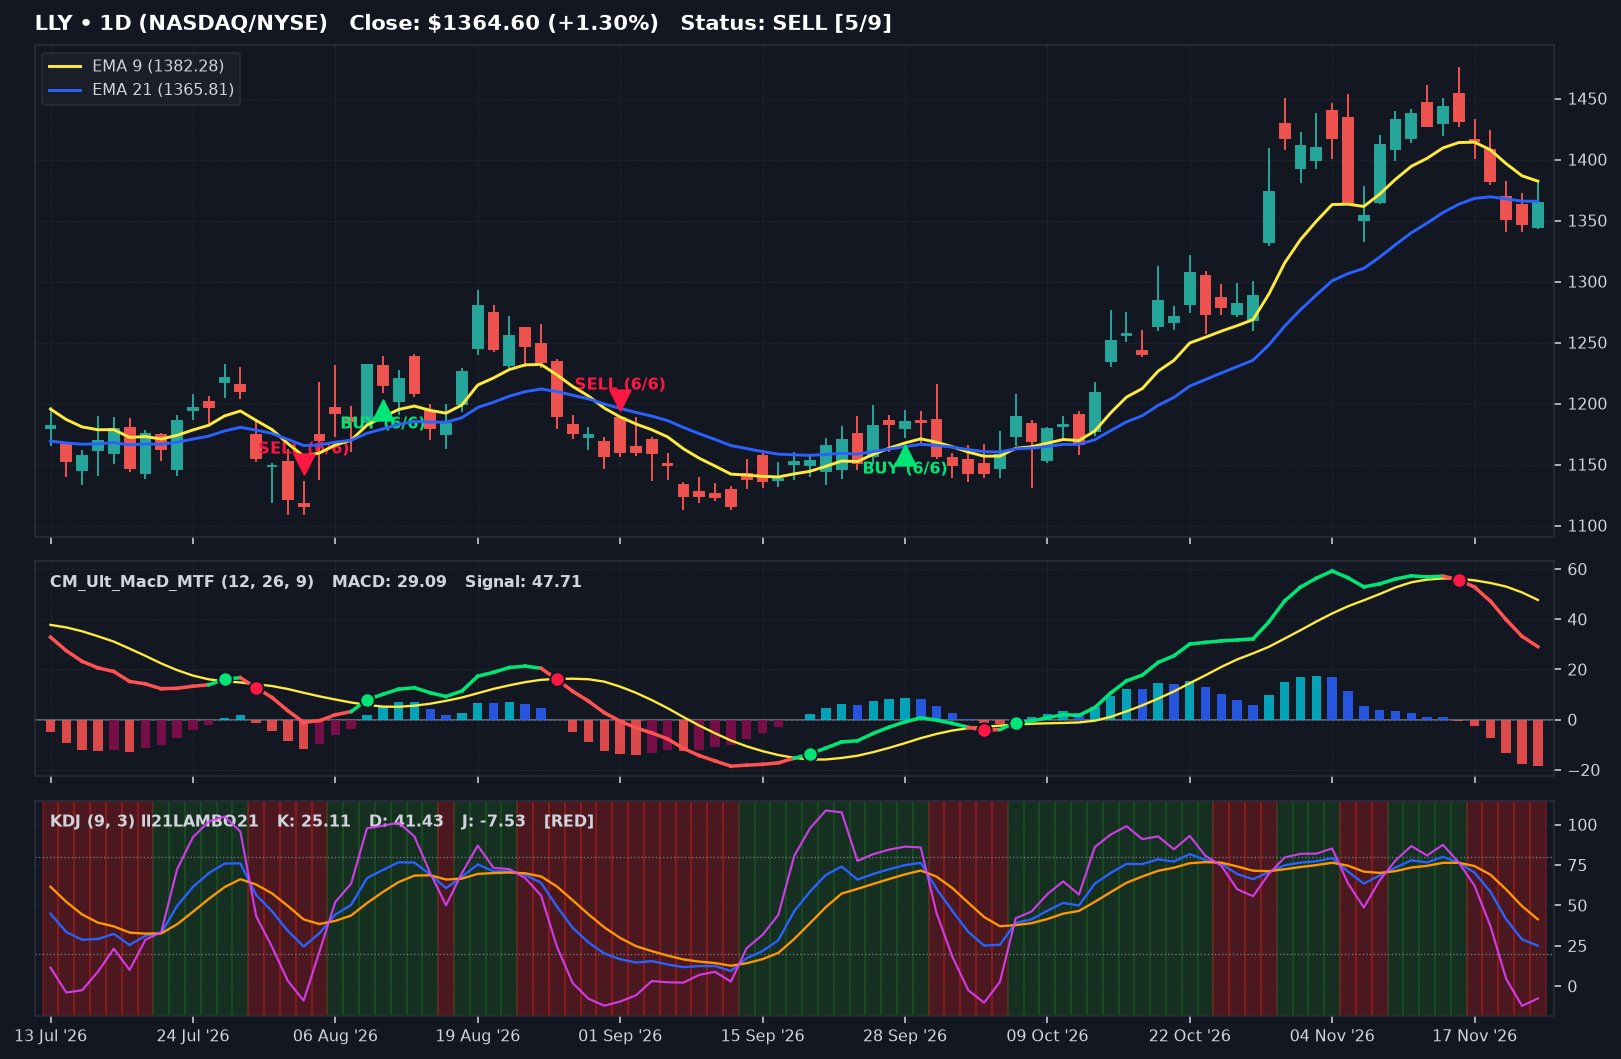 LLY • 1D (NASDAQ/NYSE)   Close: $1364.60 (+1.30%)   Status: SELL [5/9]
EMA 9 (1382.28)
EMA 21 (1365.81)
1450
1400
1350
1300
1250
1200
1150
1100
SELL (6/6)
BUY (6/6)
SELL (6/6)
BUY (6/6)
CM_Ult_MacD_MTF (12, 26, 9)   MACD: 29.09   Signal: 47.71
60
40
20
0
−20
KDJ (9, 3) II21LAMBO21   K: 25.11   D: 41.43   J: -7.53   [RED]
100
75
50
25
0
13 Jul '26   24 Jul '26   06 Aug '26   19 Aug '26   01 Sep '26   15 Sep '26   28 Sep '26   09 Oct '26   22 Oct '26   04 Nov '26   17 Nov '26